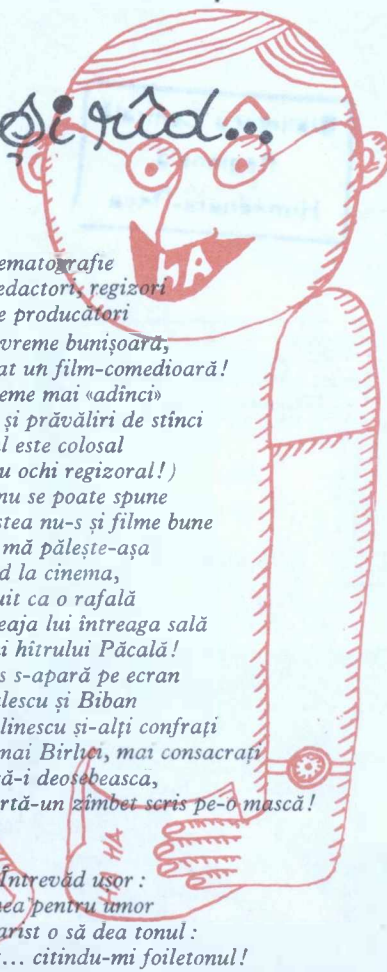 și rîd...
hA
ematografie
edactori, regizori
e producători
vreme bunișoară,
at un film-comedioară!
eme mai «adînci»
și prăvăliri de stînci
l este colosal
u ochi regizoral!)
nu se poate spune
stea nu-s și filme bune
mă pălește-așa
d la cinema,
uit ca o rafală
eaja lui întreaga sală
i hîtrului Păcală!
s s-apară pe ecran
lescu și Biban
linescu și-alți confrați
mai Birlici, mai consacrați
ă-i deosebeasca,
rtă-un zîmbet scris pe-o mască!
HA HA
Întrevăd ușor :
ea pentru umor
arist o să dea tonul :
t... citindu-mi foiletonul!